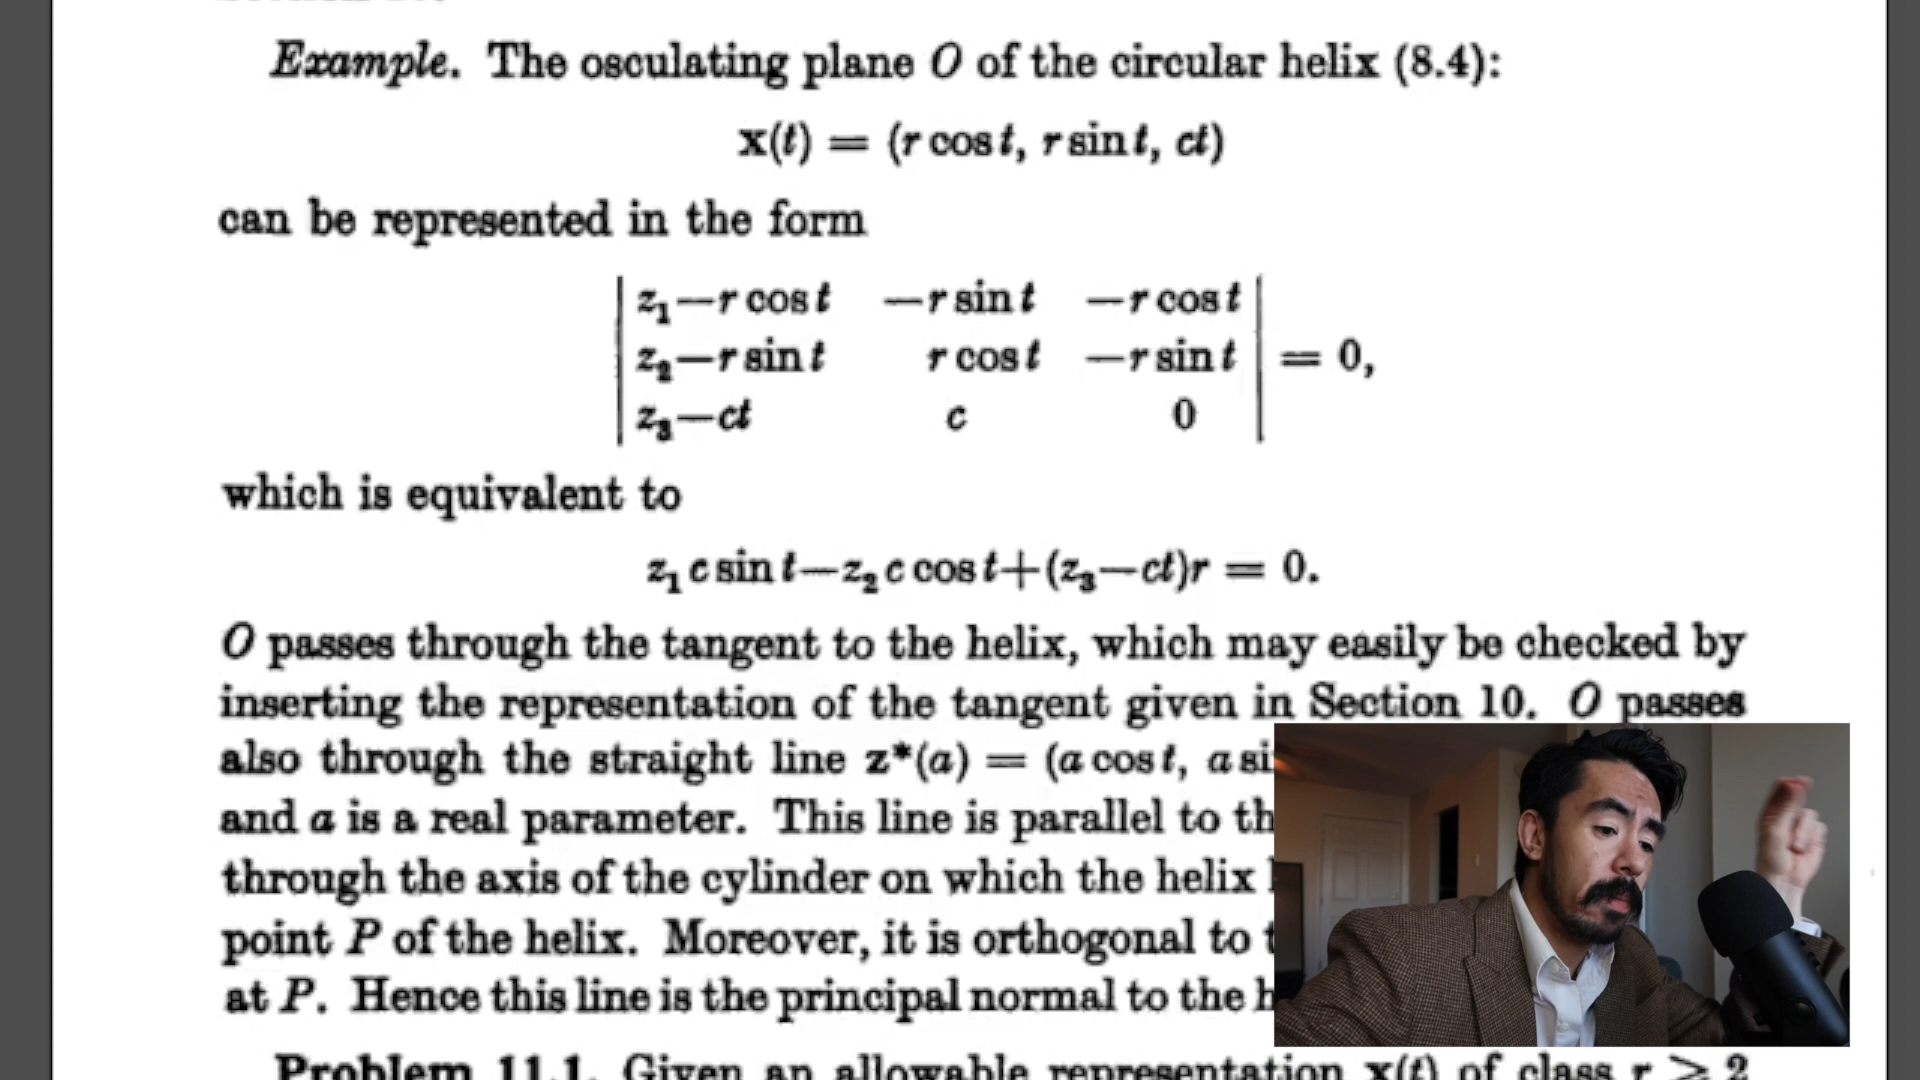 Example. The osculating plane O of the circular helix (8.4):
x(t) = (r cos t, r sin t, ct)
can be represented in the form
| z₁—r cos t —r sin t —r cos t |
| z₂—r sin t r cos t —r sin t | = 0,
| z₃—ct c 0 |
which is equivalent to
z₁ c sin t—z₂ c cos t+(z₃—ct)r = 0.
O passes through the tangent to the helix, which may easily be checked by
inserting the representation of the tangent given in Section 10. O passes
also through the straight line z*(a) = (a cos t, a si
and a is a real parameter. This line is parallel to th
through the axis of the cylinder on which the helix
point P of the helix. Moreover, it is orthogonal to t
at P. Hence this line is the principal normal to the h
Problem 11.1. Given an allowable representation x(t) of class r ≥ 2